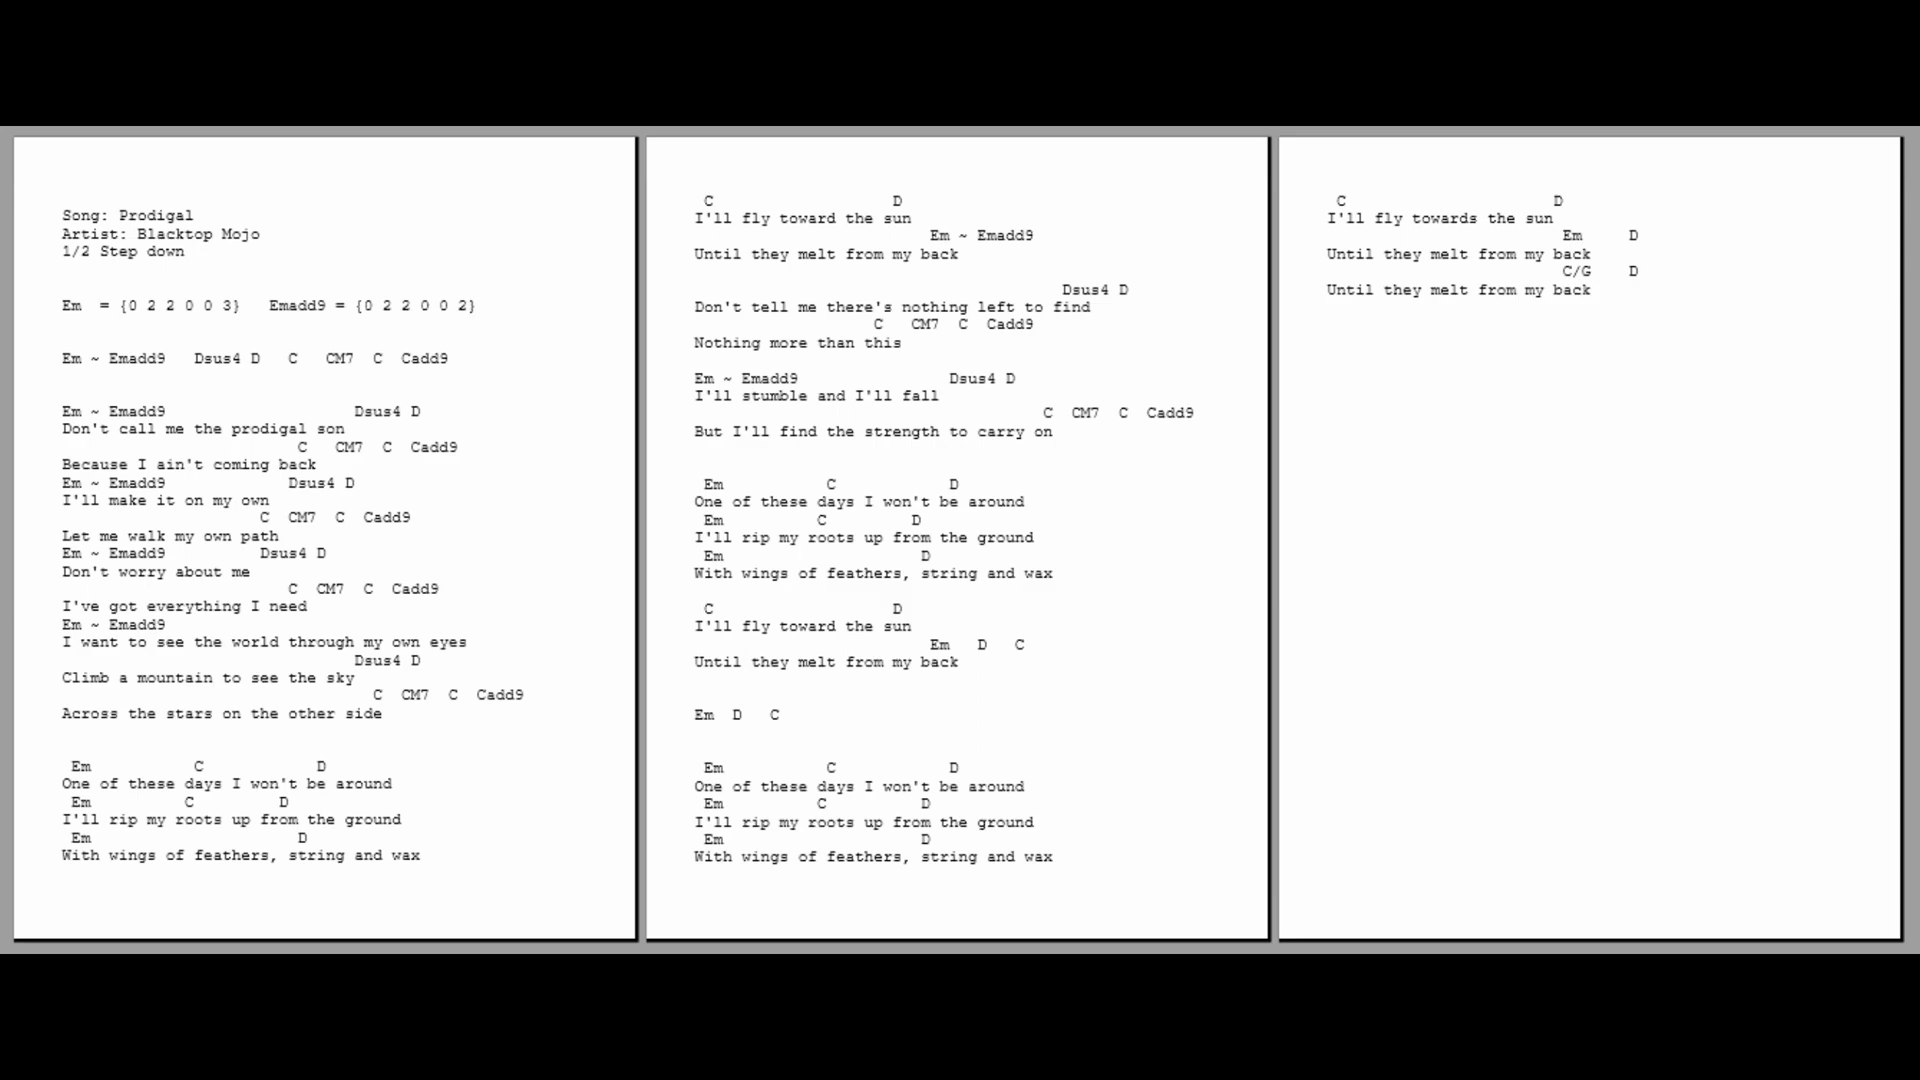 Song: Prodigal
Artist: Blacktop Mojo
1/2 Step down
Em  = {0 2 2 0 0 3}   Emadd9 = {0 2 2 0 0 2}
Em ~ Emadd9   Dsus4 D   C   CM7  C  Cadd9
Em ~ Emadd9                    Dsus4 D
Don't call me the prodigal son
                         C   CM7  C  Cadd9
Because I ain't coming back
Em ~ Emadd9             Dsus4 D
I'll make it on my own
                     C  CM7  C  Cadd9
Let me walk my own path
Em ~ Emadd9          Dsus4 D
Don't worry about me
                        C  CM7  C  Cadd9
I've got everything I need
Em ~ Emadd9
I want to see the world through my own eyes
                               Dsus4 D
Climb a mountain to see the sky
                                 C  CM7  C  Cadd9
Across the stars on the other side
 Em           C            D
One of these days I won't be around
 Em          C         D
I'll rip my roots up from the ground
 Em                      D
With wings of feathers, string and wax
 C                   D
I'll fly toward the sun
                         Em ~ Emadd9
Until they melt from my back
                                       Dsus4 D
Don't tell me there's nothing left to find
                   C   CM7  C  Cadd9
Nothing more than this
Em ~ Emadd9                Dsus4 D
I'll stumble and I'll fall
                                     C  CM7  C  Cadd9
But I'll find the strength to carry on
 Em           C            D
One of these days I won't be around
 Em          C         D
I'll rip my roots up from the ground
 Em                     D
With wings of feathers, string and wax
 C                   D
I'll fly toward the sun
                         Em   D   C
Until they melt from my back
Em  D   C
 Em           C            D
One of these days I won't be around
 Em          C          D
I'll rip my roots up from the ground
 Em                     D
With wings of feathers, string and wax
 C                      D
I'll fly towards the sun
                         Em     D
Until they melt from my back
                         C/G    D
Until they melt from my back